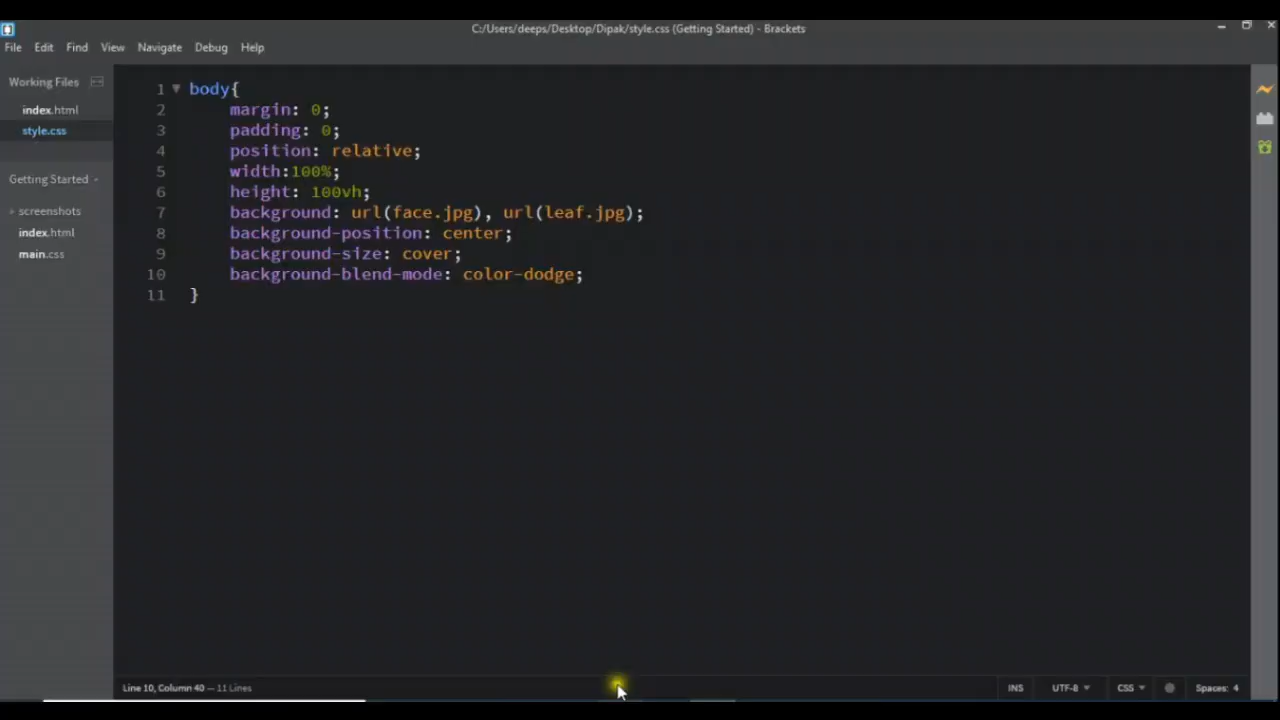 C:/Users/deeps/Desktop/Dipak/style.css (Getting Started) - Brackets
File Edit Find View Navigate Debug Help
Working Files
index.html
style.css
Getting Started
screenshots
index.html
main.css
1 body{
2 margin: 0;
3 padding: 0;
4 position: relative;
5 width:100%;
6 height: 100vh;
7 background: url(face.jpg), url(leaf.jpg);
8 background-position: center;
9 background-size: cover;
10 background-blend-mode: color-dodge;
11 }
Line 10, Column 40 — 11 Lines
INS UTF-8 CSS Spaces: 4